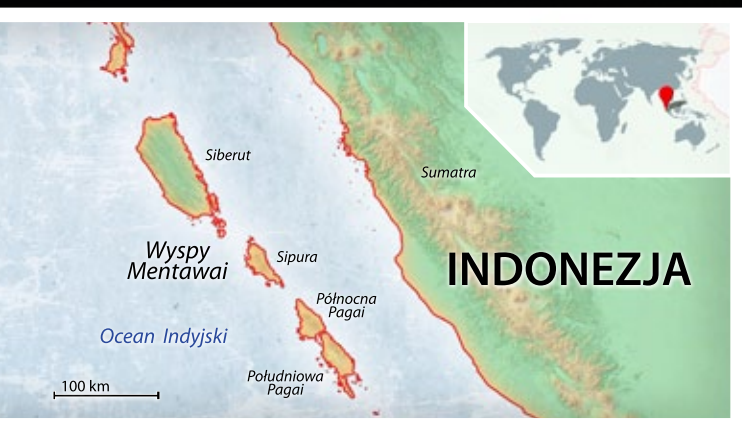 Siberut
Sumatra
Wyspy
Mentawai
Sipura
INDONEZJA
Północna
Pagai
Ocean Indyjski
Południowa
Pagai
100 km